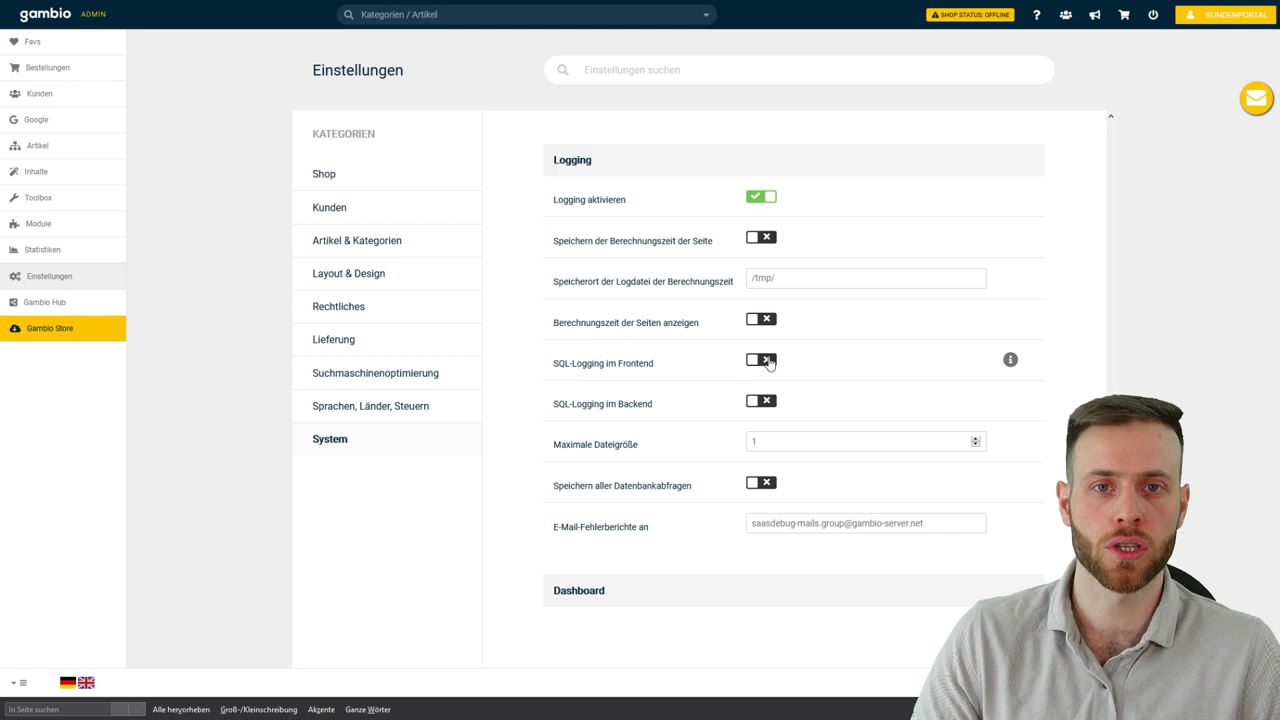 gambio ADMIN
Kategorien / Artikel
SHOP STATUS: OFFLINE
?
KUNDENPORTAL
Favs
Bestellungen
Kunden
Google
Artikel
Inhalte
Toolbox
Module
Statistiken
Einstellungen
Gambio Hub
Gambio Store
Einstellungen
Einstellungen suchen
KATEGORIEN
Shop
Kunden
Artikel & Kategorien
Layout & Design
Rechtliches
Lieferung
Suchmaschinenoptimierung
Sprachen, Länder, Steuern
System
Logging
Logging aktivieren
Speichern der Berechnungszeit der Seite
Speicherort der Logdatei der Berechnungszeit
/tmp/
Berechnungszeit der Seiten anzeigen
SQL-Logging im Frontend
SQL-Logging im Backend
Maximale Dateigröße
1
Speichern aller Datenbankabfragen
E-Mail-Fehlerberichte an
saasdebug-mails.group@gambio-server.net
Dashboard
In Seite suchen
Alle hervorheben
Groß-/Kleinschreibung
Akzente
Ganze Wörter